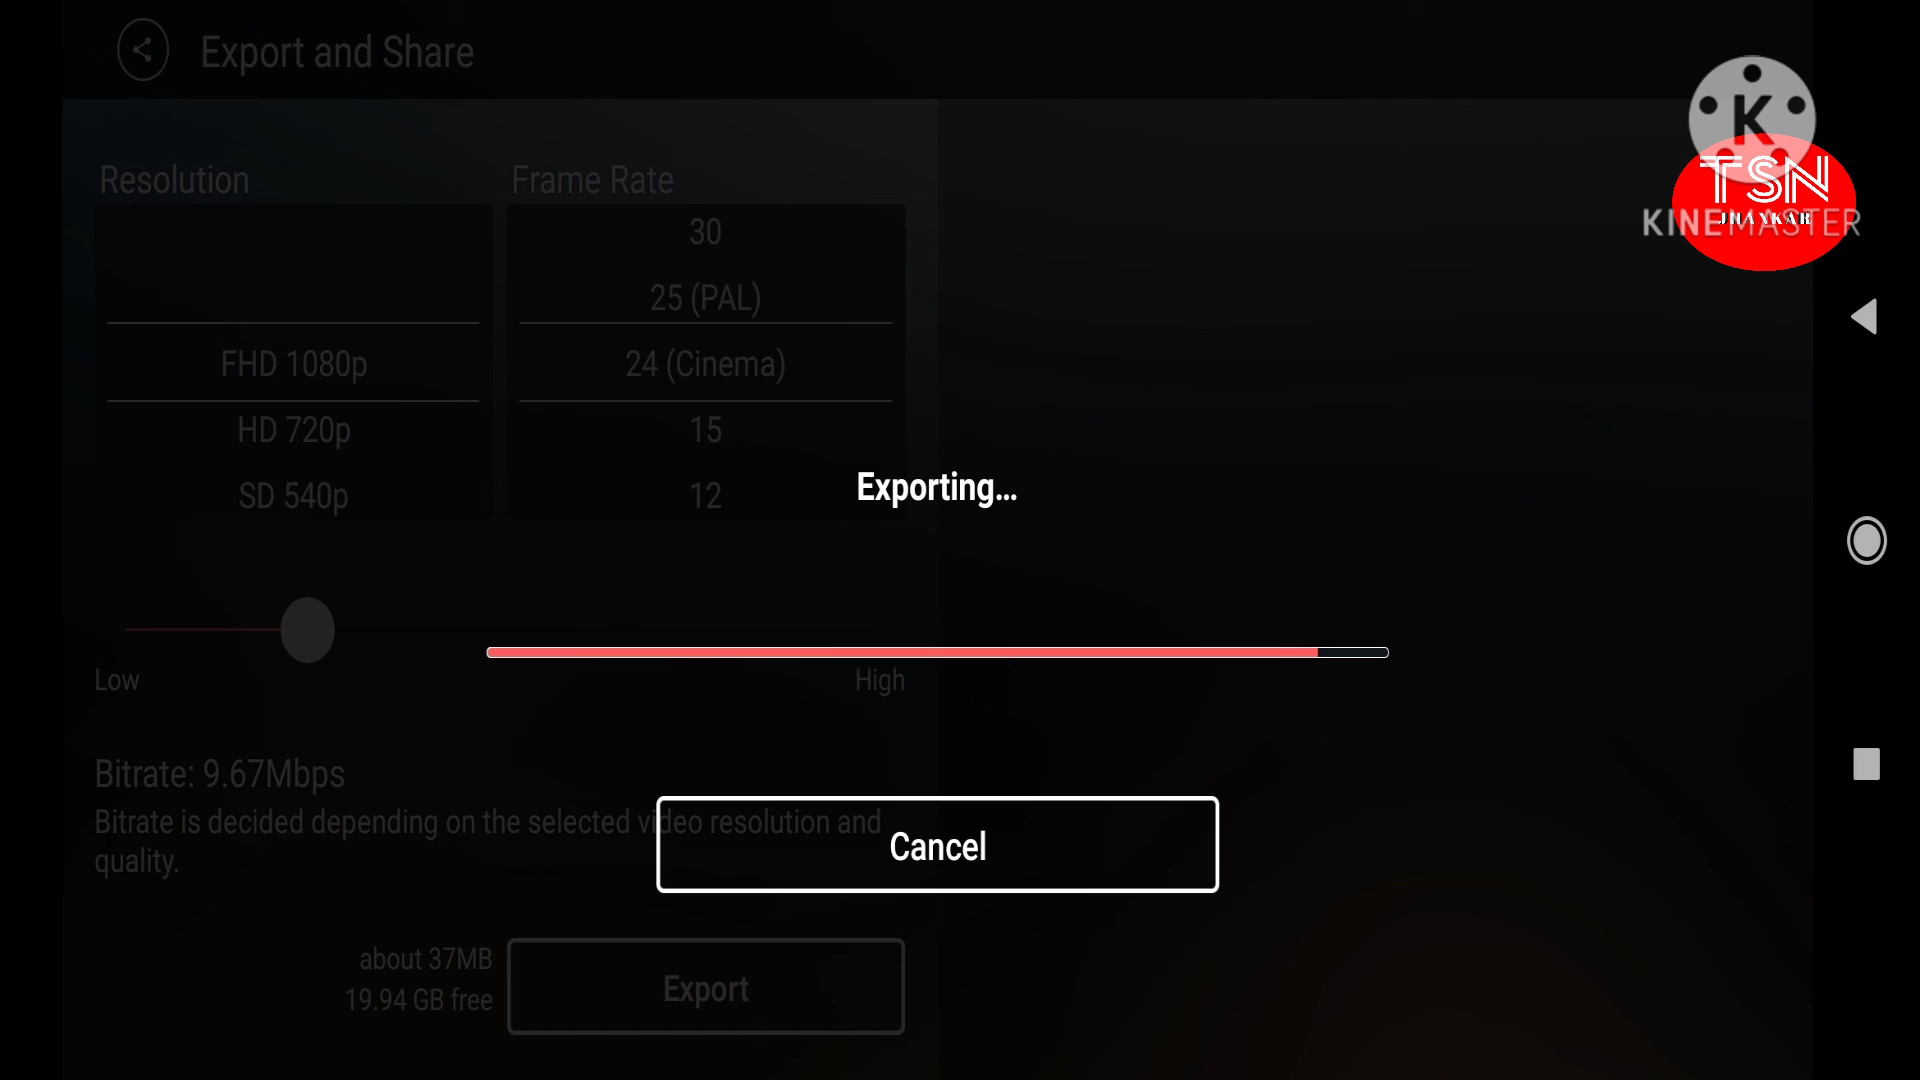 Export and Share
K
TSN
KINEMASTER
Resolution
Frame Rate
30
25 (PAL)
FHD 1080p
24 (Cinema)
HD 720p
15
SD 540p
12
Exporting...
Low
High
Bitrate: 9.67Mbps
Bitrate is decided depending on the selected video resolution and
quality.
Cancel
about 37MB
19.94 GB free
Export